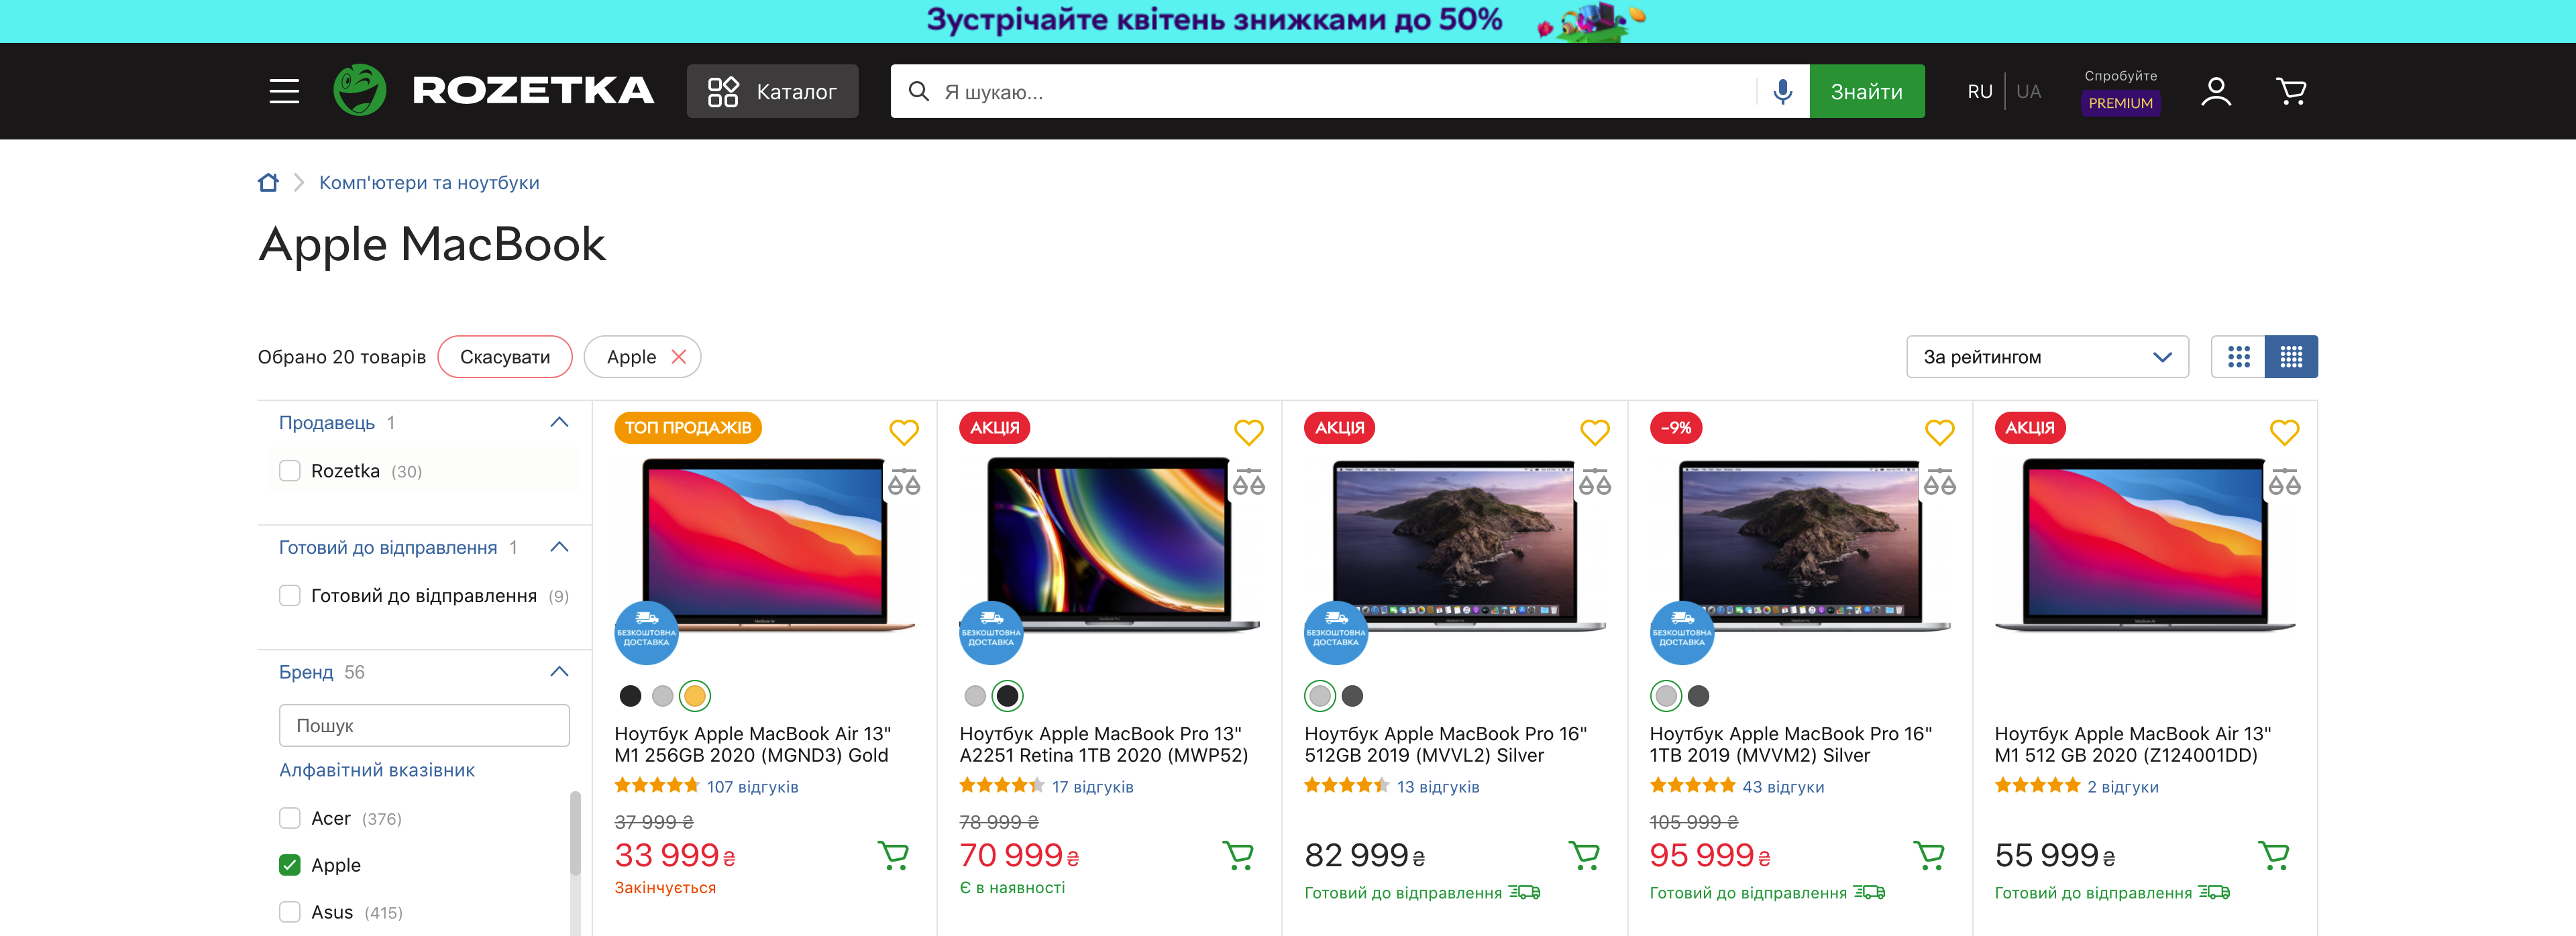 Зустрічайте квітень знижками до 50%
ROZETKA
Каталог
Я шукаю...
Знайти
RU | UA
Спробуйте
PREMIUM
Комп'ютери та ноутбуки
Apple MacBook
Обрано 20 товарів
Скасувати
Apple
За рейтингом
Продавець 1
Rozetka (30)
Готовий до відправлення 1
Готовий до відправлення (9)
Бренд 56
Пошук
Алфавітний вказівник
Acer (376)
Apple
Asus (415)
ТОП ПРОДАЖІВ
БЕЗКОШТОВНА
ДОСТАВКА
Ноутбук Apple MacBook Air 13"
M1 256GB 2020 (MGND3) Gold
107 відгуків
37 999 ₴
33 999 ₴
Закінчується
АКЦІЯ
БЕЗКОШТОВНА
ДОСТАВКА
Ноутбук Apple MacBook Pro 13"
A2251 Retina 1TB 2020 (MWP52)
17 відгуків
78 999 ₴
70 999 ₴
Є в наявності
АКЦІЯ
БЕЗКОШТОВНА
ДОСТАВКА
Ноутбук Apple MacBook Pro 16"
512GB 2019 (MVVL2) Silver
13 відгуків
82 999 ₴
Готовий до відправлення
-9%
БЕЗКОШТОВНА
ДОСТАВКА
Ноутбук Apple MacBook Pro 16"
1TB 2019 (MVVM2) Silver
43 відгуки
105 999 ₴
95 999 ₴
Готовий до відправлення
АКЦІЯ
Ноутбук Apple MacBook Air 13"
M1 512 GB 2020 (Z124001DD)
2 відгуки
55 999 ₴
Готовий до відправлення